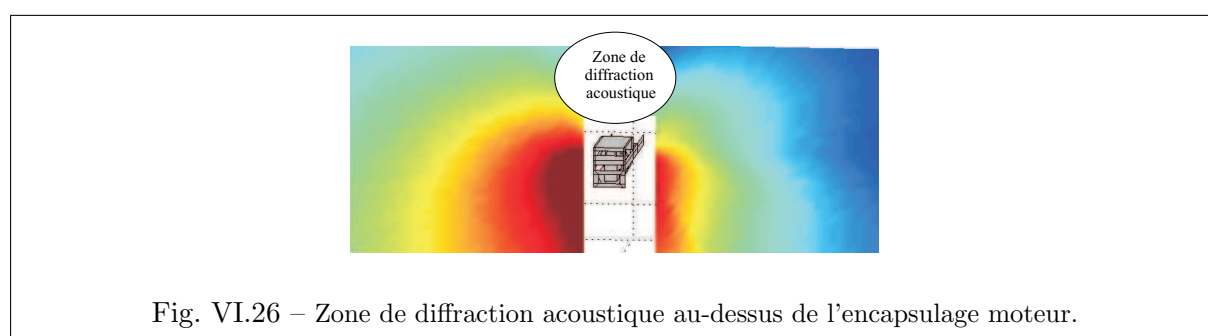 Zone de
diffraction
acoustique
Fig. VI.26 – Zone de diffraction acoustique au-dessus de l'encapsulage moteur.